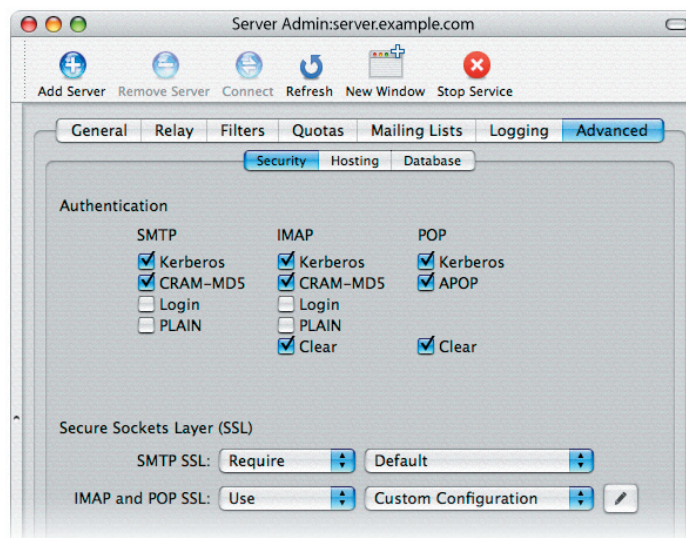 Server Admin:server.example.com
Add Server Remove Server Connect Refresh New Window Stop Service
General Relay Filters Quotas Mailing Lists Logging Advanced
Security Hosting Database
Authentication
SMTP IMAP POP
Kerberos Kerberos Kerberos
CRAM-MD5 CRAM-MD5 APOP
Login Login
PLAIN PLAIN
Clear Clear
Secure Sockets Layer (SSL)
SMTP SSL: Require Default
IMAP and POP SSL: Use Custom Configuration